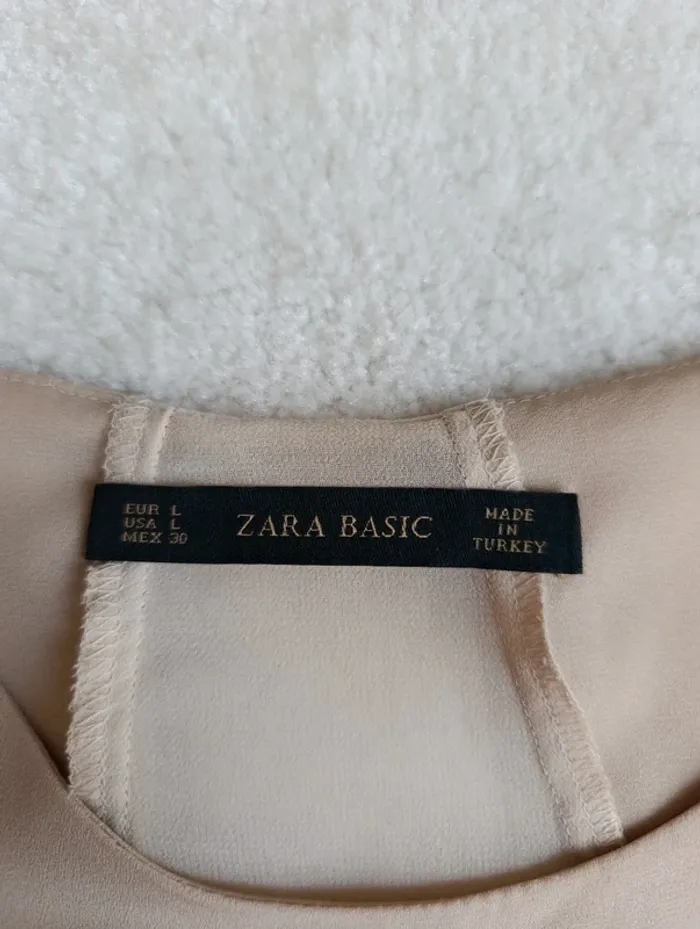 EUR L
USA L
MEX 30
ZARA BASIC
MADE
IN
TURKEY